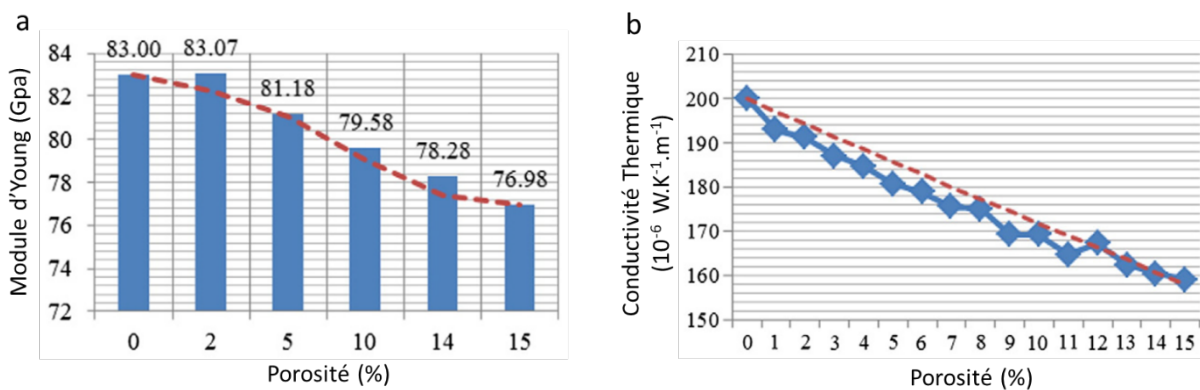 a
Module d'Young (Gpa)
84
82
80
78
76
74
72
83.00
83.07
81.18
79.58
78.28
76.98
0 2 5 10 14 15
Porosité (%)
b
Conductivité Thermique
(10⁻⁶ W.K⁻¹.m⁻¹)
210
200
190
180
170
160
150
0 1 2 3 4 5 6 7 8 9 10 11 12 13 14 15
Porosité (%)